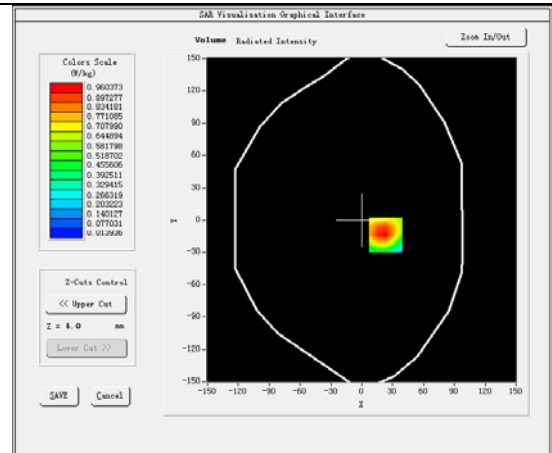 SAR Visualisation Graphical Interface
Volume Radiated Intensity
Zoom In/Out
Colors Scale
(W/kg)
0.960373
0.897277
0.834181
0.771085
0.707990
0.644894
0.581798
0.518702
0.455606
0.392511
0.329415
0.266319
0.203223
0.140127
0.077031
0.013936
Z-Cuts Control
<< Upper Cut
Z = 4.0 mm
Lower Cut >>
SAVE
Cancel
150
120
90
60
30
0
-30
-60
-90
-120
-150
Y
-150 -120 -90 -60 -30 0 30 60 90 120 150
X